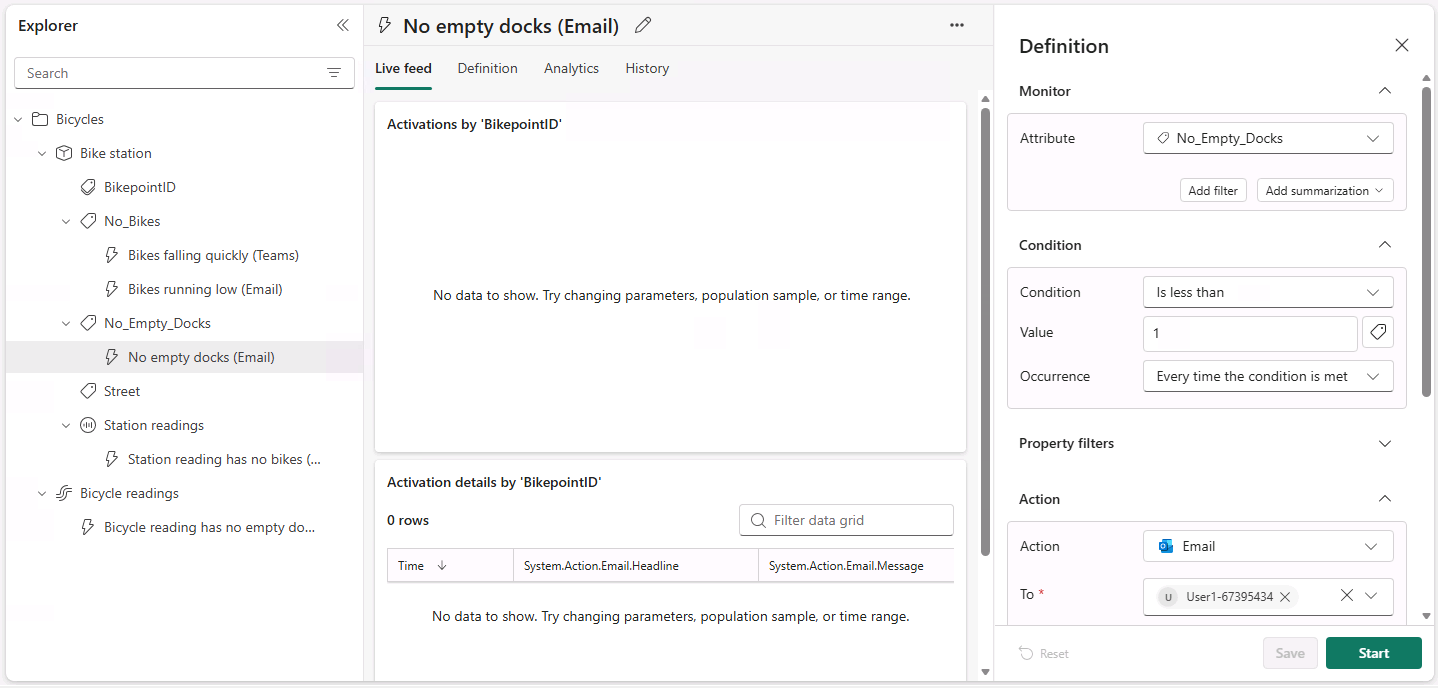 Explorer
Search
Bicycles
Bike station
BikepointID
No_Bikes
Bikes falling quickly (Teams)
Bikes running low (Email)
No_Empty_Docks
No empty docks (Email)
Street
Station readings
Station reading has no bikes (...
Bicycle readings
Bicycle reading has no empty do...
No empty docks (Email)
Live feed Definition Analytics History
Activations by 'BikepointID'
No data to show. Try changing parameters, population sample, or time range.
Activation details by 'BikepointID'
0 rows Filter data grid
Time System.Action.Email.Headline System.Action.Email.Message
No data to show. Try changing parameters, population sample, or time range.
Definition
Monitor
Attribute No_Empty_Docks
Add filter Add summarization
Condition
Condition Is less than
Value 1
Occurrence Every time the condition is met
Property filters
Action
Action Email
To * U User1-67395434
Reset Save Start